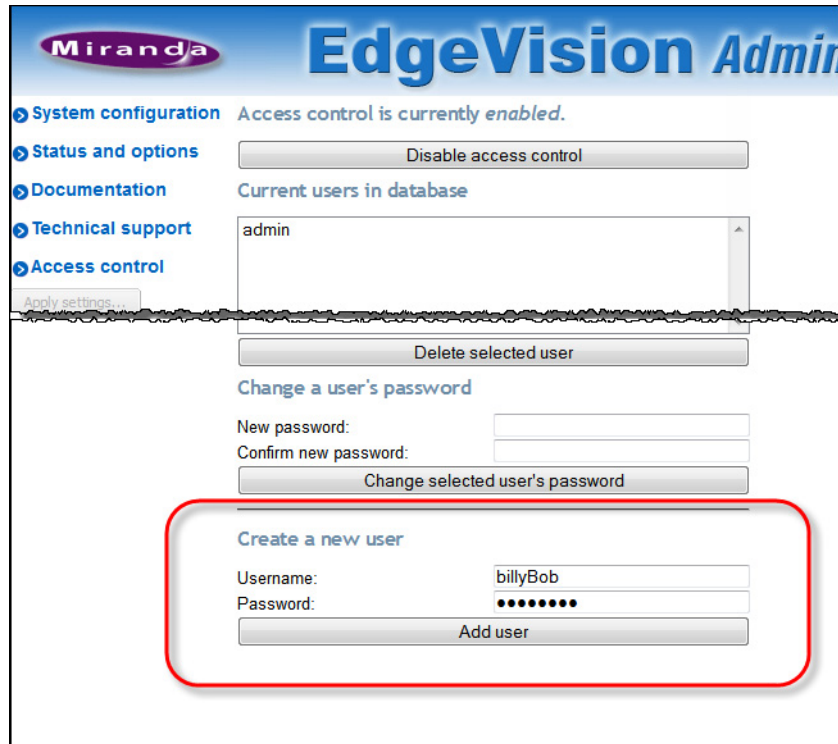 Miranda
EdgeVision Admin
System configuration
Status and options
Documentation
Technical support
Access control
Apply settings...
Access control is currently enabled.
Disable access control
Current users in database
admin
Delete selected user
Change a user's password
New password:
Confirm new password:
Change selected user's password
Create a new user
Username: billyBob
Password: ●●●●●●●●
Add user